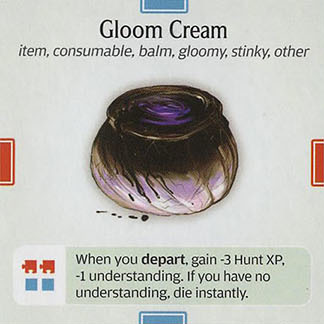 Gloom Cream
item, consumable, balm, gloomy, stinky, other
When you depart, gain -3 Hunt XP,
-1 understanding. If you have no
understanding, die instantly.